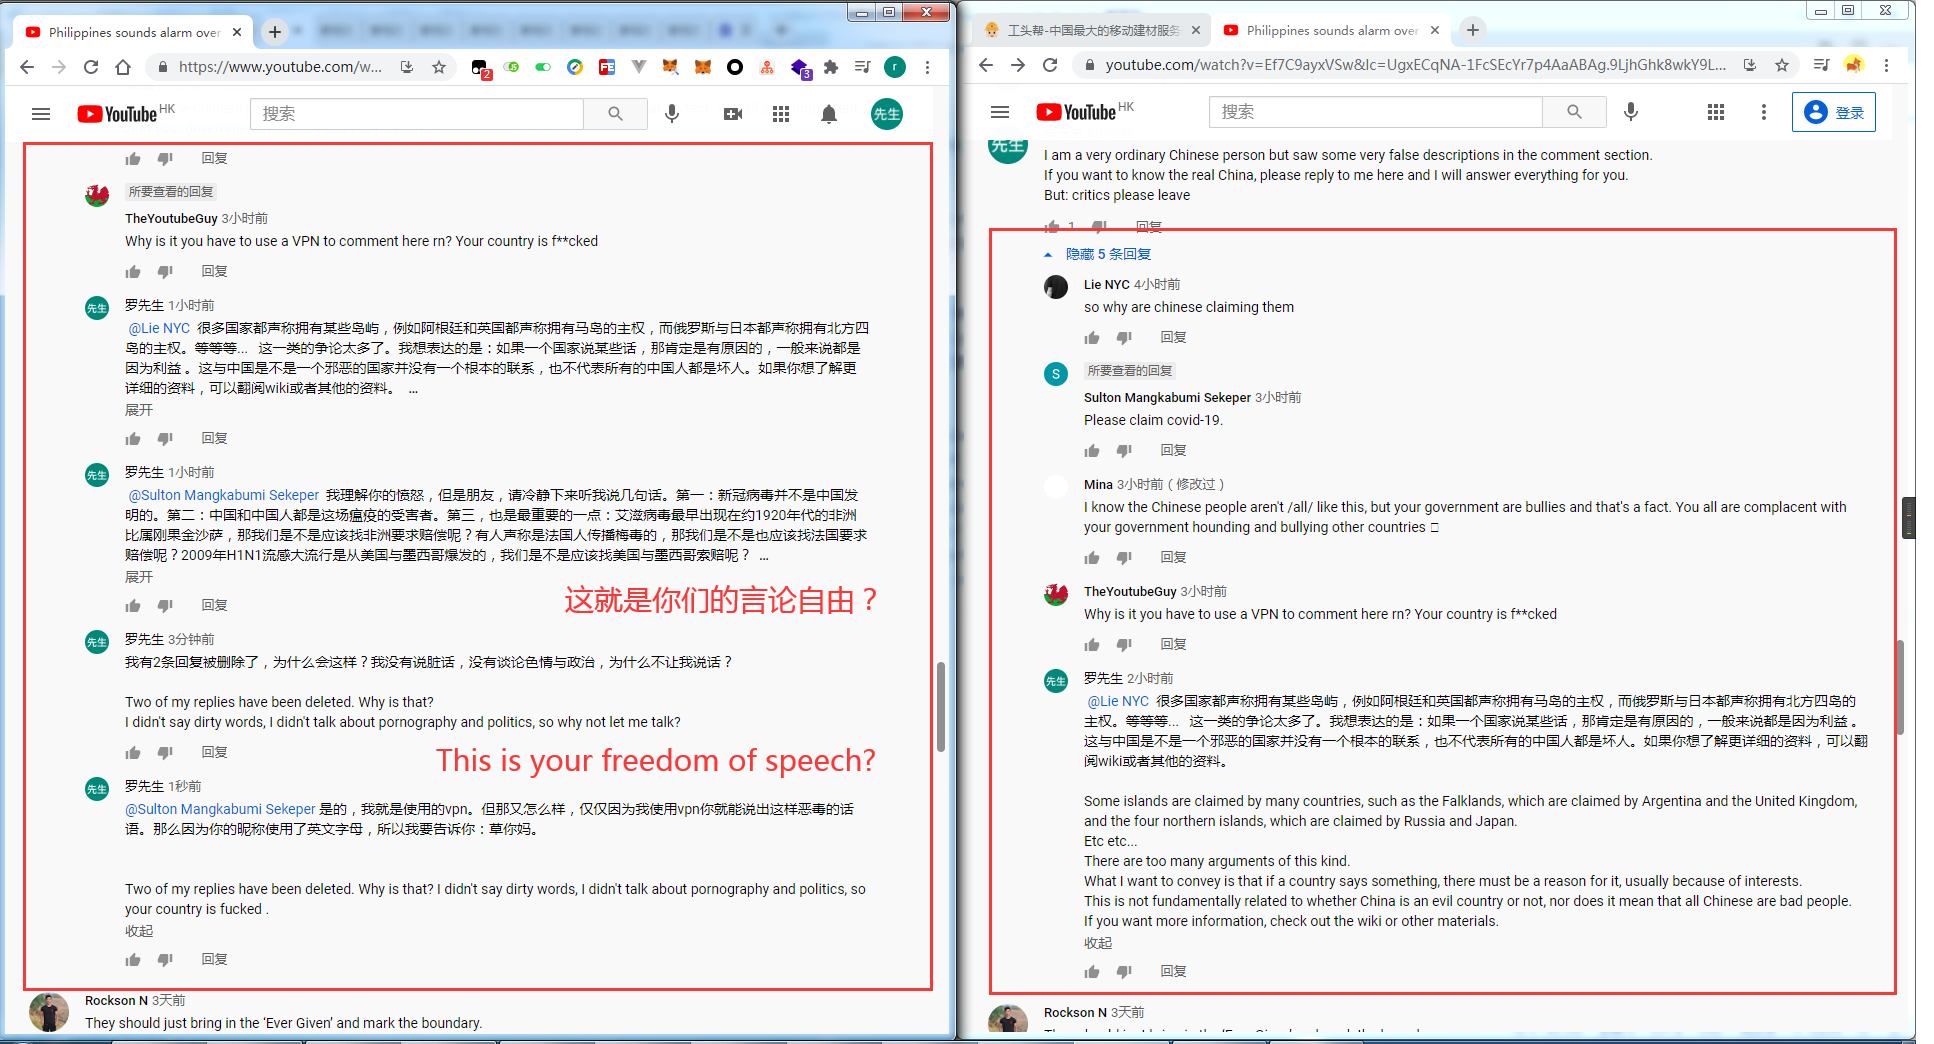 Philippines sounds alarm over
https://www.youtube.com/w...
2
3
r
YouTube HK
搜索
先生
回复
所要查看的回复
TheYoutubeGuy 3小时前
Why is it you have to use a VPN to comment here rn? Your country is f**cked
回复
先生
罗先生 1小时前
@Lie NYC 很多国家都声称拥有某些岛屿，例如阿根廷和英国都声称拥有马岛的主权，而俄罗斯与日本都声称拥有北方四
岛的主权。等等等... 这一类的争论太多了。我想表达的是：如果一个国家说某些话，那肯定是有原因的，一般来说都是
因为利益 。这与中国是不是一个邪恶的国家并没有一个根本的联系，也不代表所有的中国人都是坏人。如果你想了解更
详细的资料，可以翻阅wiki或者其他的资料。 ...
展开
回复
先生
罗先生 1小时前
@Sulton Mangkabumi Sekeper 我理解你的愤怒，但是朋友，请冷静下来听我说几句话。第一：新冠病毒并不是中国发
明的。第二：中国和中国人都是这场瘟疫的受害者。第三，也是最重要的一点：艾滋病毒最早出现在约1920年代的非洲
比属刚果金沙萨，那我们是不是应该找非洲要求赔偿呢？有人声称是法国人传播梅毒的，那我们是不是也应该找法国要求
赔偿呢？2009年H1N1流感大流行是从美国与墨西哥爆发的，我们是不是应该找美国与墨西哥索赔呢？ ...
展开
回复
这就是你们的言论自由？
先生
罗先生 3分钟前
我有2条回复被删除了，为什么会这样？我没有说脏话，没有谈论色情与政治，为什么不让我说话？
Two of my replies have been deleted. Why is that?
I didn't say dirty words, I didn't talk about pornography and politics, so why not let me talk?
回复
This is your freedom of speech?
先生
罗先生 1秒前
@Sulton Mangkabumi Sekeper 是的，我就是使用的vpn。但那又怎么样，仅仅因为我使用vpn你就能说出这样恶毒的话
语。那么因为你的昵称使用了英文字母，所以我要告诉你：草你妈。
Two of my replies have been deleted. Why is that? I didn't say dirty words, I didn't talk about pornography and politics, so
your country is fucked .
收起
回复
Rockson N 3天前
They should just bring in the ‘Ever Given’ and mark the boundary.
工头帮-中国最大的移动建材服务
Philippines sounds alarm over
youtube.com/watch?v=Ef7C9ayxVSw&lc=UgxECqNA-1FcSEcYr7p4AaABAg.9LjhGhk8wkY9L...
YouTube HK
搜索
登录
先生
I am a very ordinary Chinese person but saw some very false descriptions in the comment section.
If you want to know the real China, please reply to me here and I will answer everything for you.
But: critics please leave
1 回复
隐藏 5 条回复
Lie NYC 4小时前
so why are chinese claiming them
回复
S
所要查看的回复
Sulton Mangkabumi Sekeper 3小时前
Please claim covid-19.
回复
Mina 3小时前（修改过）
I know the Chinese people aren't /all/ like this, but your government are bullies and that's a fact. You all are complacent with
your government hounding and bullying other countries
回复
TheYoutubeGuy 3小时前
Why is it you have to use a VPN to comment here rn? Your country is f**cked
回复
先生
罗先生 2小时前
@Lie NYC 很多国家都声称拥有某些岛屿，例如阿根廷和英国都声称拥有马岛的主权，而俄罗斯与日本都声称拥有北方四岛的
主权。等等等... 这一类的争论太多了。我想表达的是：如果一个国家说某些话，那肯定是有原因的，一般来说都是因为利益 。
这与中国是不是一个邪恶的国家并没有一个根本的联系，也不代表所有的中国人都是坏人。如果你想了解更详细的资料，可以翻
阅wiki或者其他的资料。
Some islands are claimed by many countries, such as the Falklands, which are claimed by Argentina and the United Kingdom,
and the four northern islands, which are claimed by Russia and Japan.
Etc etc...
There are too many arguments of this kind.
What I want to convey is that if a country says something, there must be a reason for it, usually because of interests.
This is not fundamentally related to whether China is an evil country or not, nor does it mean that all Chinese are bad people.
If you want more information, check out the wiki or other materials.
收起
回复
Rockson N 3天前